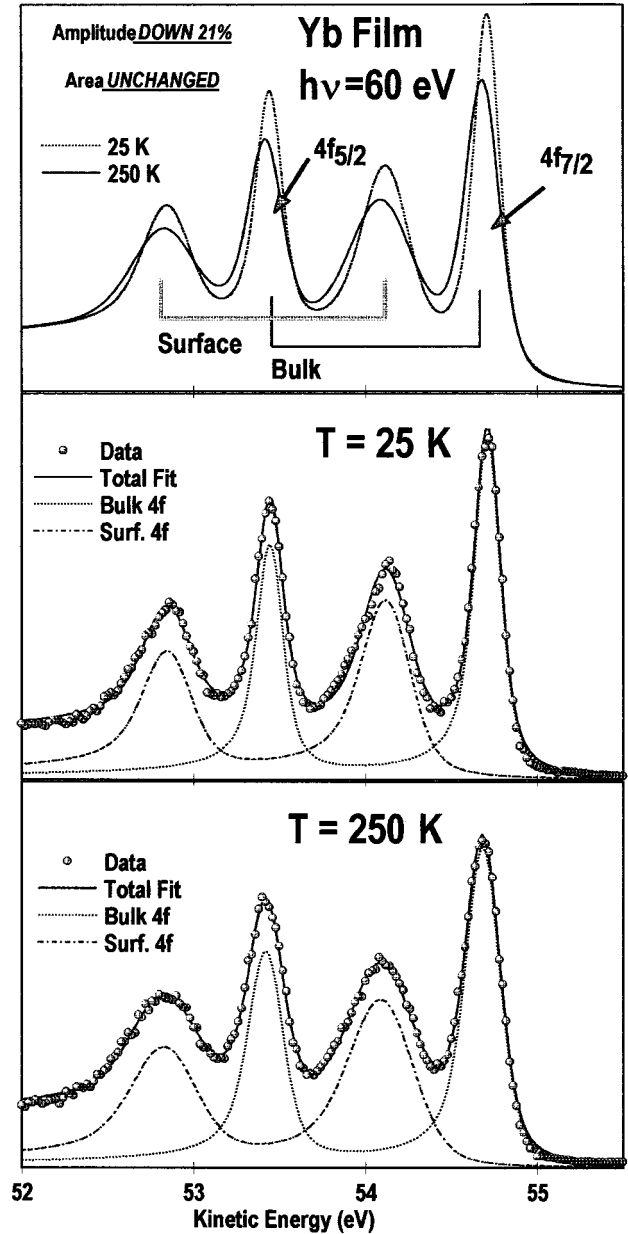 Amplitude DOWN 21%
Yb Film
Area UNCHANGED
hν=60 eV
25 K
250 K
4f5/2
4f7/2
Surface
Bulk
T = 25 K
Data
Total Fit
Bulk 4f
Surf. 4f
T = 250 K
Data
Total Fit
Bulk 4f
Surf. 4f
52 53 54 55
Kinetic Energy (eV)